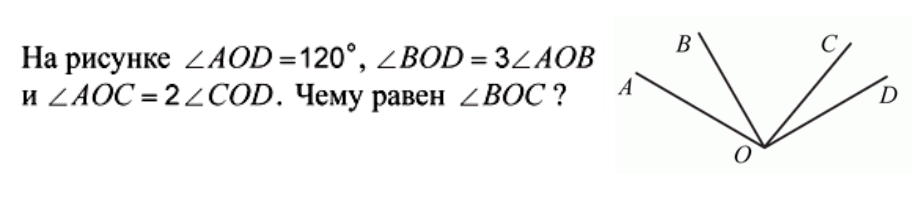 На рисунке ∠AOD = 120°, ∠BOD = 3∠AOB
и ∠AOC = 2∠COD. Чему равен ∠BOC?
B
C
A
D
O